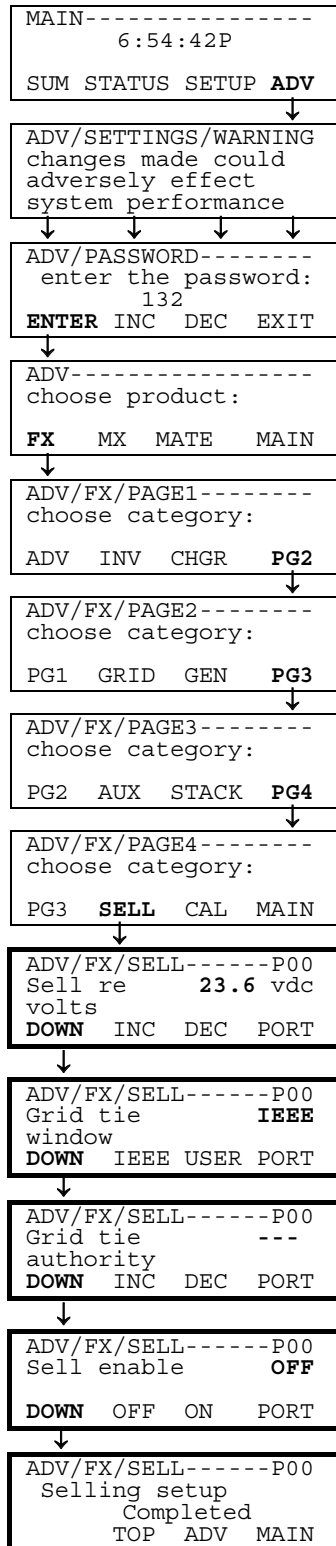 MAIN----------------
6:54:42P
SUM STATUS SETUP ADV
ADV/SETTINGS/WARNING
changes made could
adversely effect
system performance
ADV/PASSWORD--------
enter the password:
132
ENTER INC DEC EXIT
ADV-----------------
choose product:
FX MX MATE MAIN
ADV/FX/PAGE1--------
choose category:
ADV INV CHGR PG2
ADV/FX/PAGE2--------
choose category:
PG1 GRID GEN PG3
ADV/FX/PAGE3--------
choose category:
PG2 AUX STACK PG4
ADV/FX/PAGE4--------
choose category:
PG3 SELL CAL MAIN
ADV/FX/SELL------P00
Sell re 23.6 vdc
volts
DOWN INC DEC PORT
ADV/FX/SELL------P00
Grid tie IEEE
window
DOWN IEEE USER PORT
ADV/FX/SELL------P00
Grid tie ---
authority
DOWN INC DEC PORT
ADV/FX/SELL------P00
Sell enable OFF
DOWN OFF ON PORT
ADV/FX/SELL------P00
Selling setup
Completed
TOP ADV MAIN